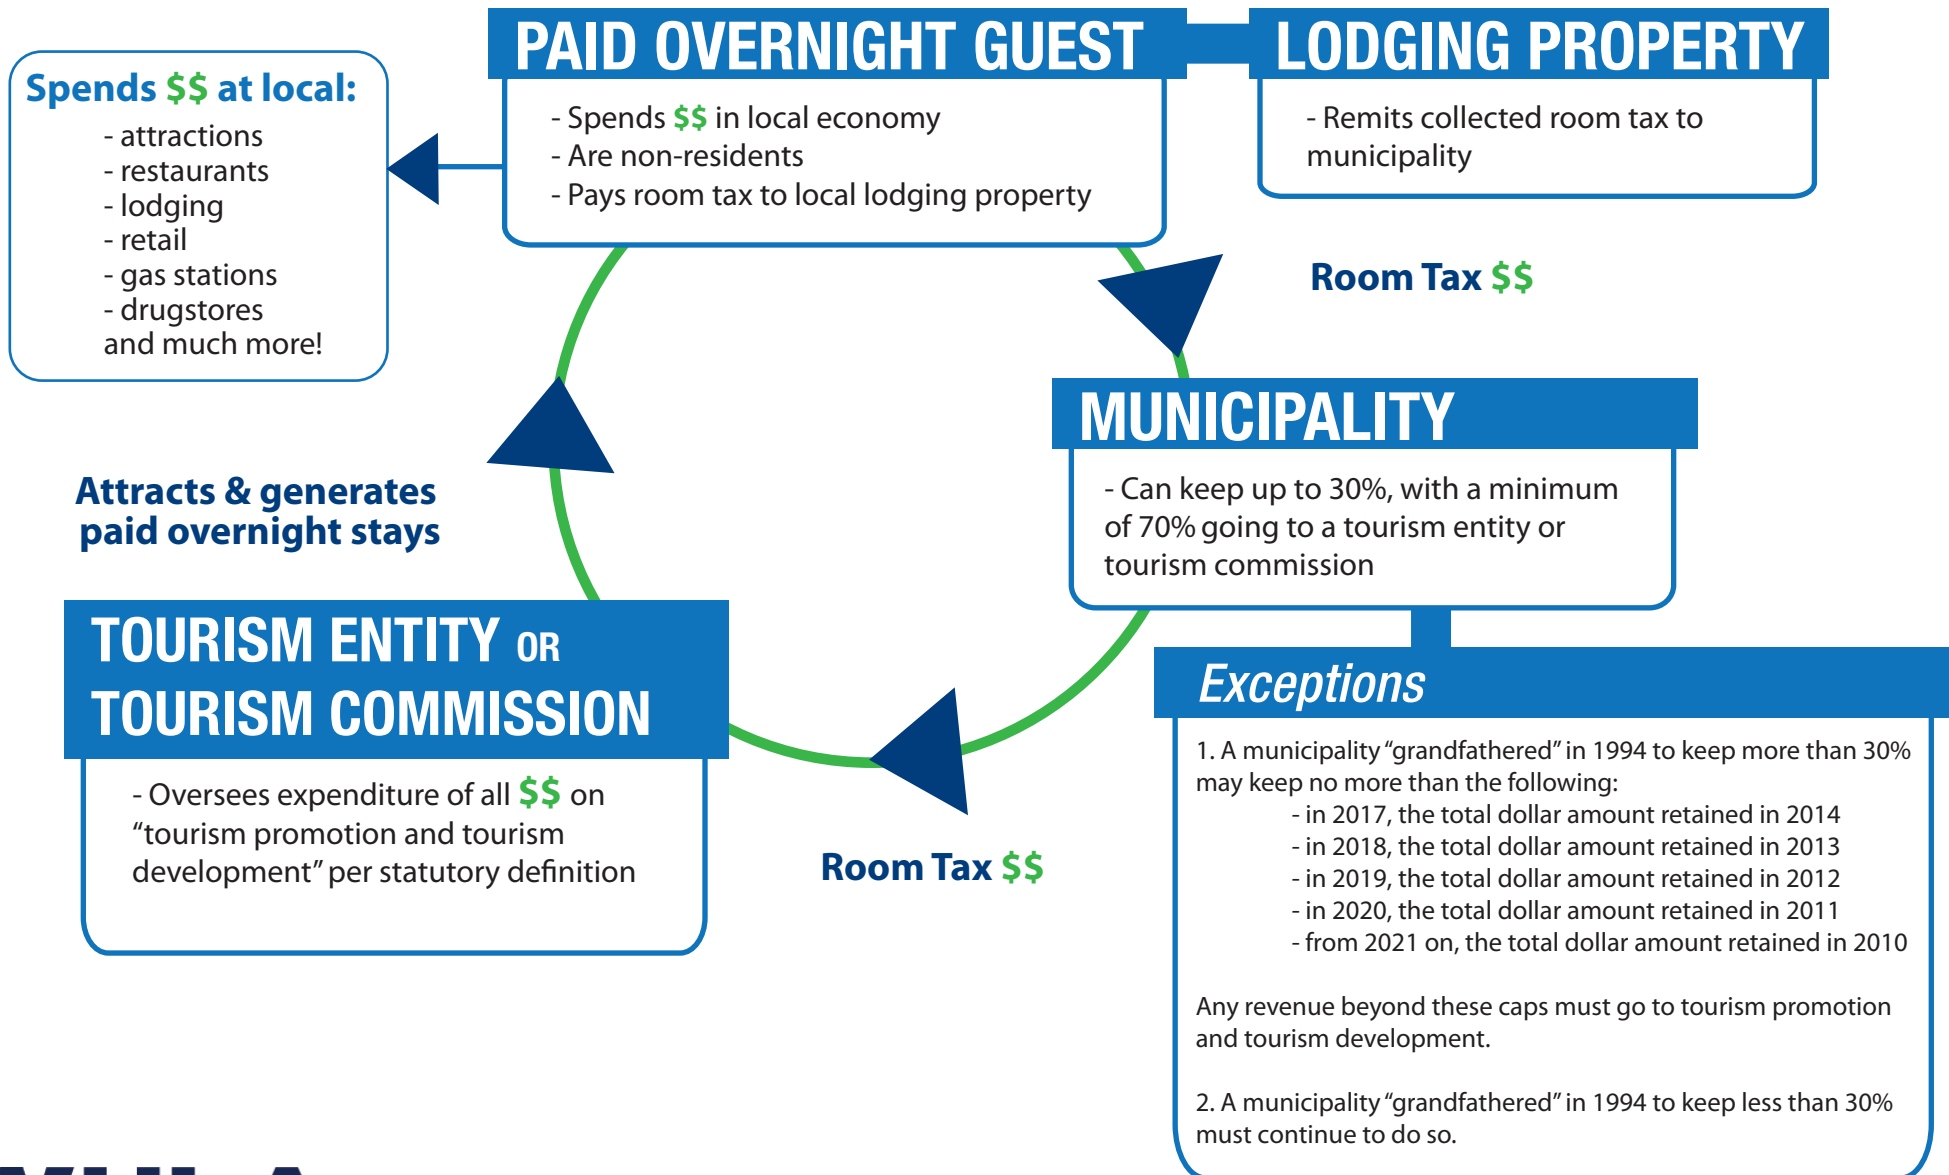 PAID OVERNIGHT GUEST
- Spends $$ in local economy
- Are non-residents
- Pays room tax to local lodging property
LODGING PROPERTY
- Remits collected room tax to
municipality
Spends $$ at local:
- attractions
- restaurants
- lodging
- retail
- gas stations
- drugstores
and much more!
Room Tax $$
MUNICIPALITY
- Can keep up to 30%, with a minimum
of 70% going to a tourism entity or
tourism commission
Attracts & generates
paid overnight stays
TOURISM ENTITY OR
TOURISM COMMISSION
- Oversees expenditure of all $$ on
“tourism promotion and tourism
development” per statutory definition
Room Tax $$
Exceptions
1. A municipality “grandfathered” in 1994 to keep more than 30%
may keep no more than the following:
- in 2017, the total dollar amount retained in 2014
- in 2018, the total dollar amount retained in 2013
- in 2019, the total dollar amount retained in 2012
- in 2020, the total dollar amount retained in 2011
- from 2021 on, the total dollar amount retained in 2010
Any revenue beyond these caps must go to tourism promotion
and tourism development.
2. A municipality “grandfathered” in 1994 to keep less than 30%
must continue to do so.